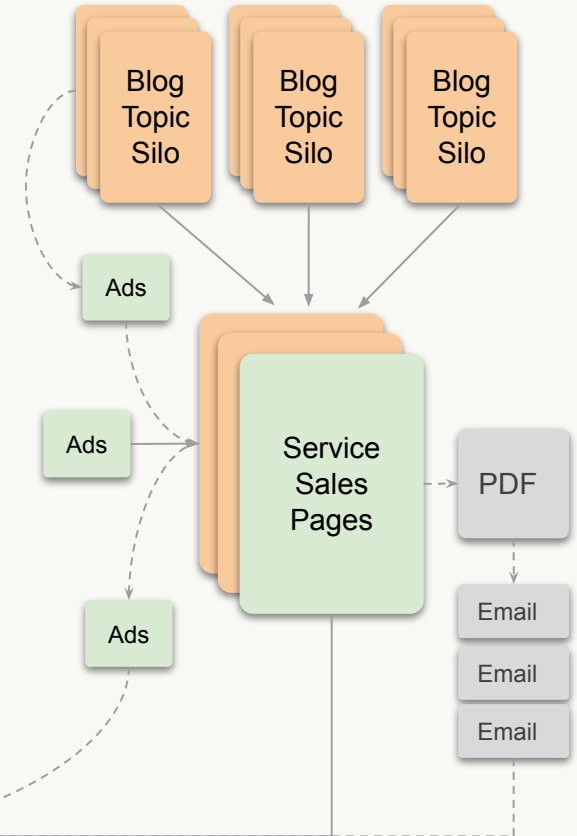 Blog
Topic
Silo
Blog
Topic
Silo
Blog
Topic
Silo
Ads
Ads
Service
Sales
Pages
PDF
Email
Ads
Email
Email